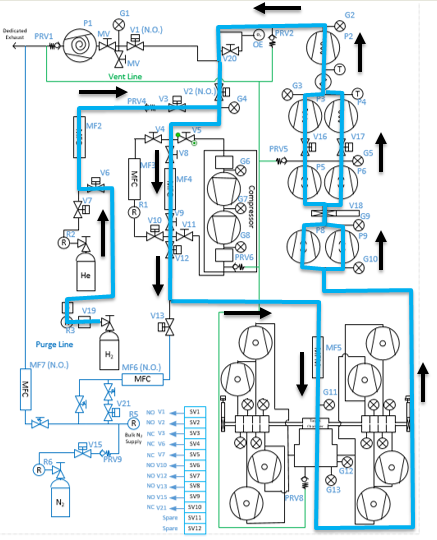 G1
P1
V1 (N.O.)
G2
Dedicated
Exhaust
PRV1
MV
OE
PRV2
P2
MV
V20
Vent Line
V2 (N.O.)
T
G3
PRV4
V3
G4
P3
P4
T
MF2
V4
V5
V16
V17
V8
MF3
PRV5
G5
V6
MFC
MF4
G6
P5
P6
V7
G7
V18
R1
V9
Compressor
G9
R2
R
R
V10
V11
G8
P8
P9
V12
PRV6
G10
He
V19
V13
R3
Purge Line
H2
MF5
MF7 (N.O.)
MF6 (N.O.)
MFC
MFC
G11
V21
R5
R
NO V1 SV1
Bulk N2
Supply
NO V2 SV2
NC V3 SV3
V15
NC V6 SV4
G12
R6
NC V7 SV5
PRV9
NO V10 SV6
PRV8
G13
R
NO V12 SV7
NO V13 SV8
N2
NO V15 SV9
NC V21 SV10
Spare SV11
Spare SV12